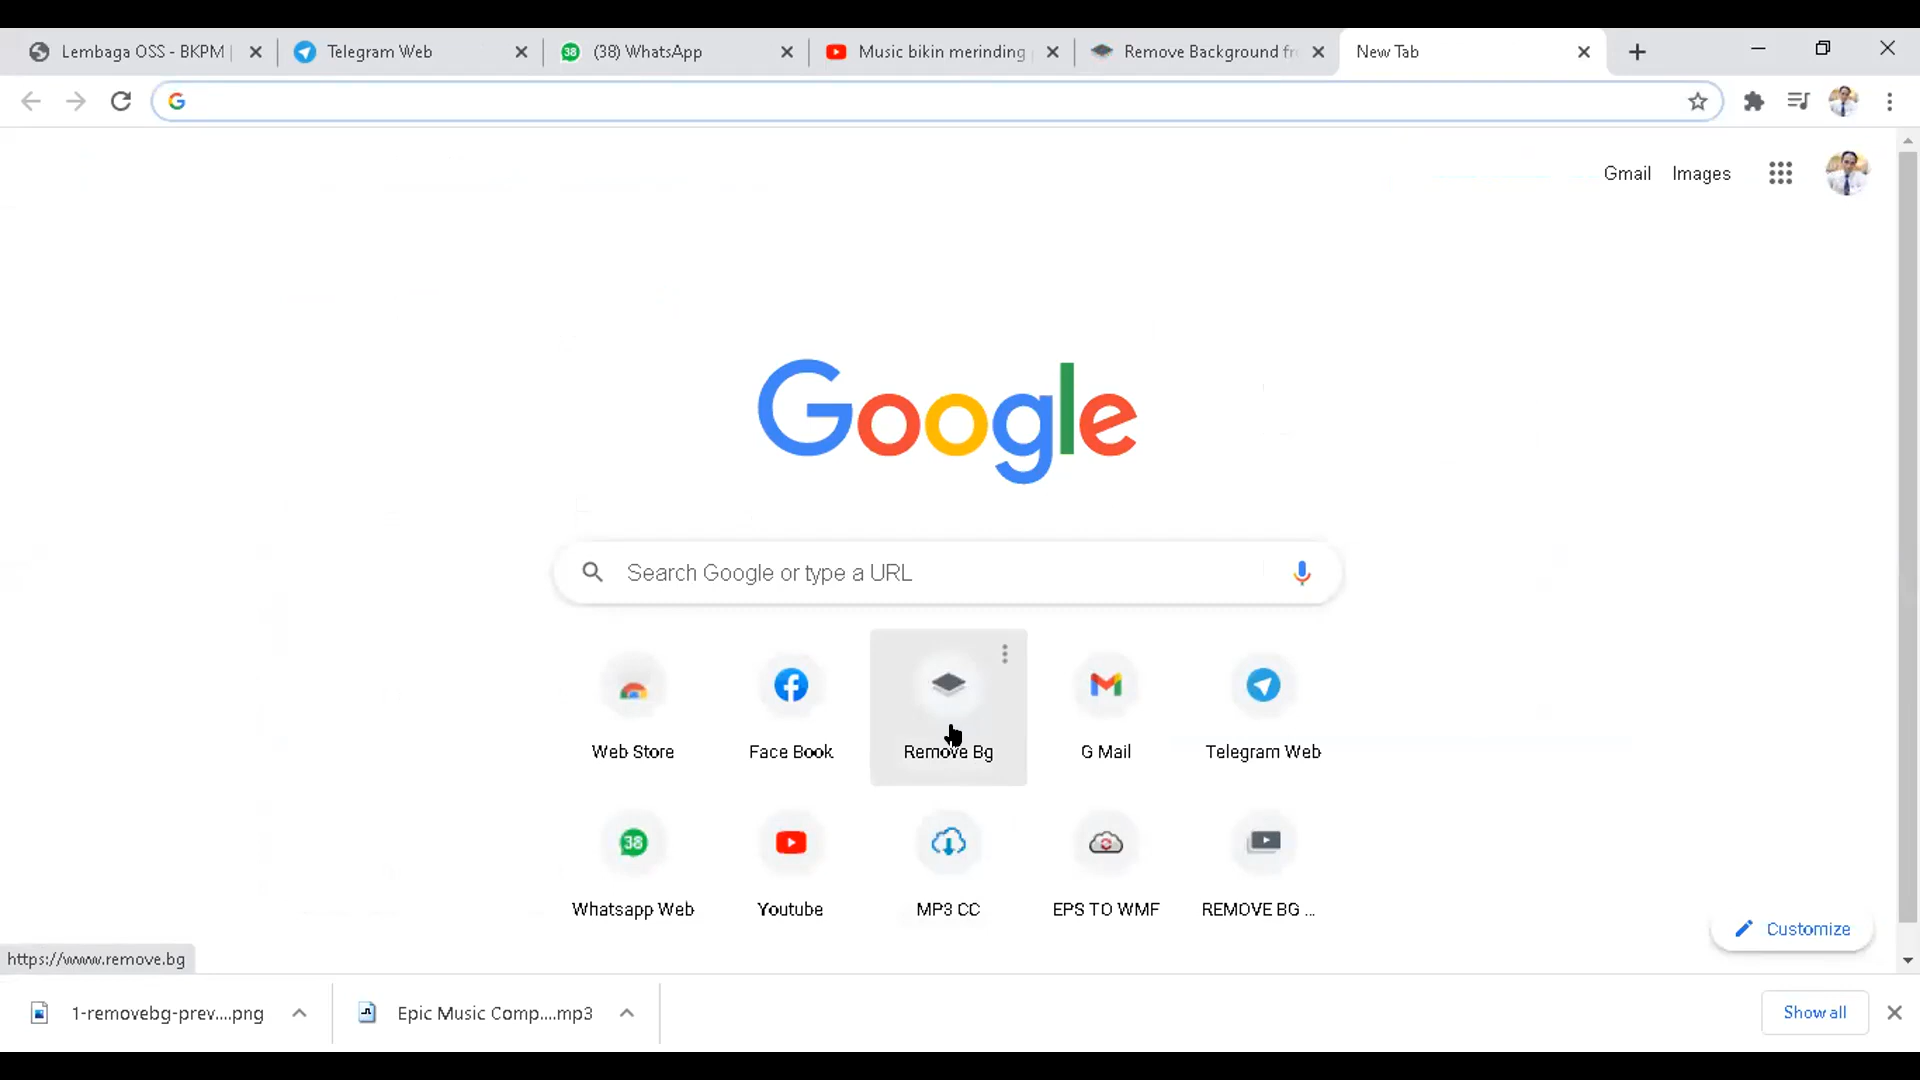 Lembaga OSS - BKPM |
Telegram Web
38 (38) WhatsApp
Music bikin merinding
Remove Background fr
New Tab
Gmail Images
Google
Search Google or type a URL
Web Store
Face Book
Remove Bg
G Mail
Telegram Web
38
Whatsapp Web
Youtube
MP3 CC
EPS TO WMF
REMOVE BG ...
Customize
https://www.remove.bg
1-removebg-prev....png
Epic Music Comp....mp3
Show all